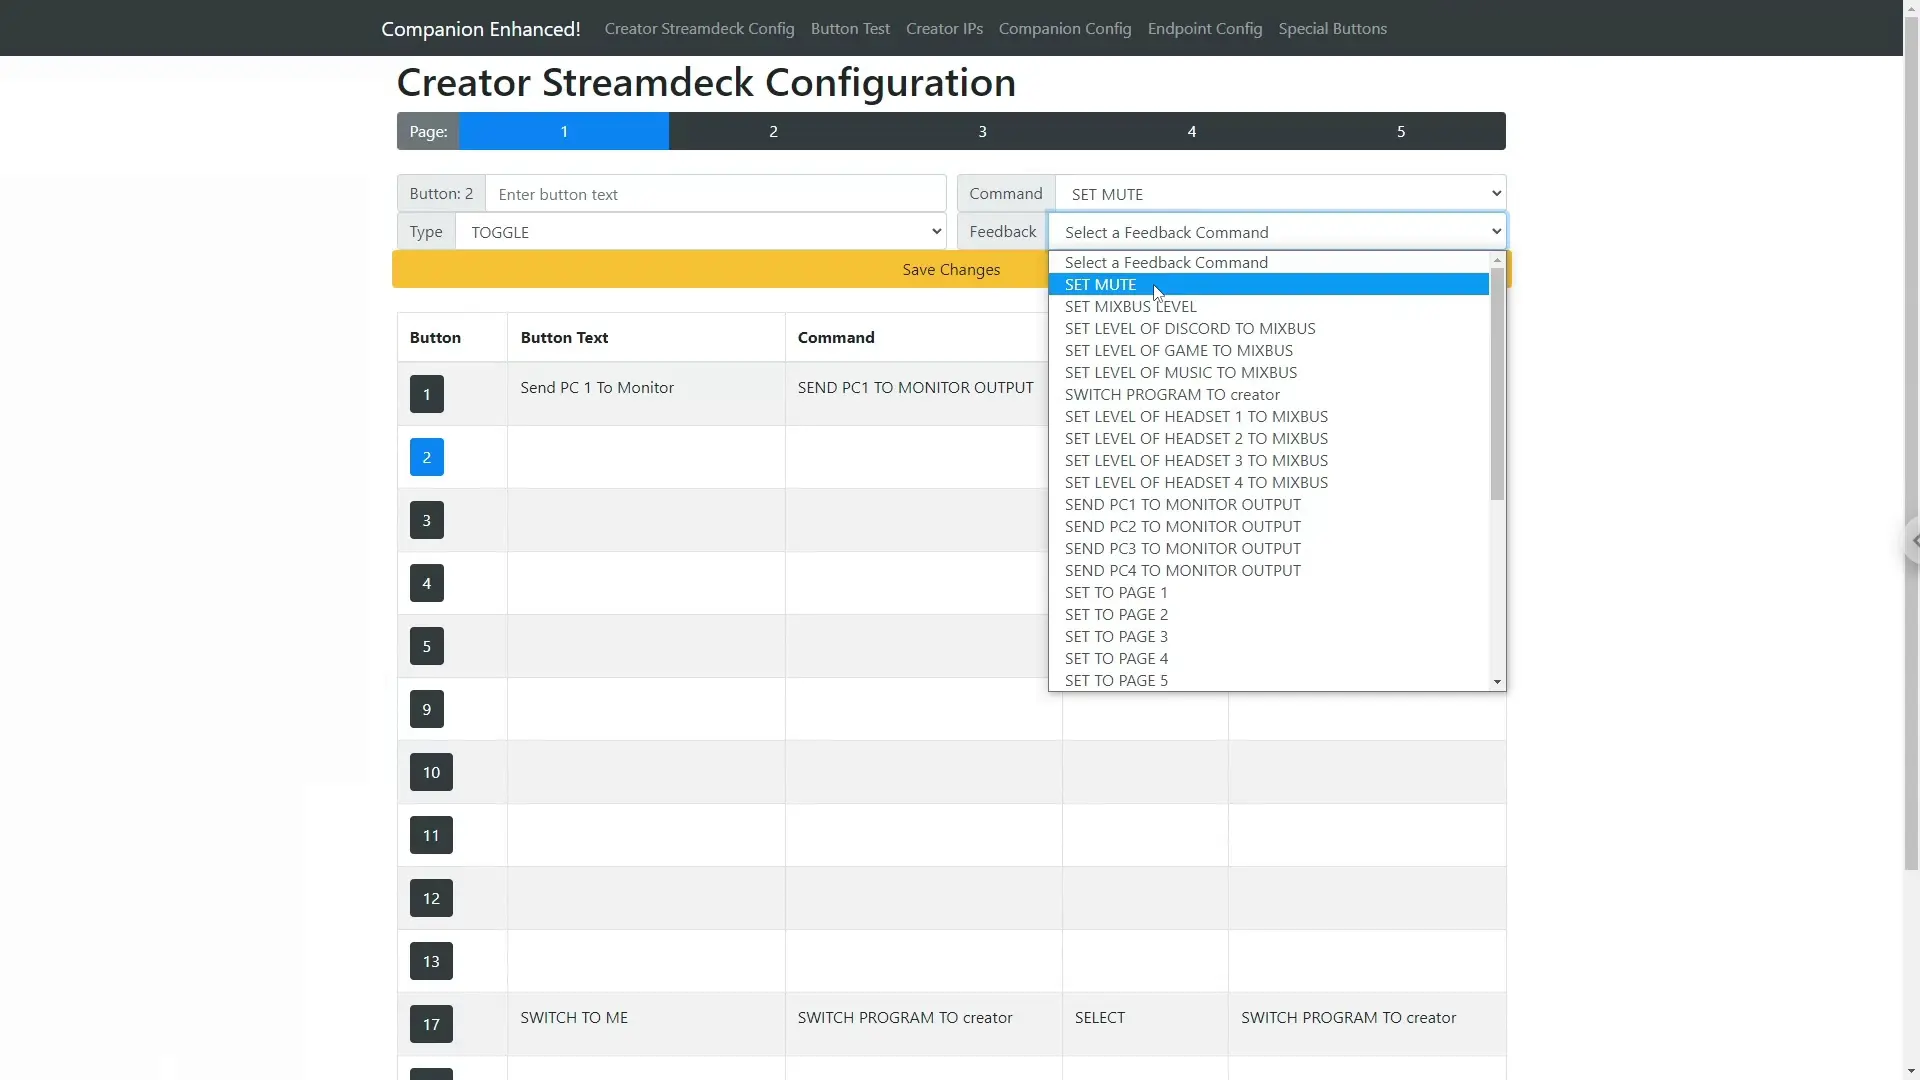 Companion Enhanced! Creator Streamdeck Config Button Test Creator IPs Companion Config Endpoint Config Special Buttons
Creator Streamdeck Configuration
Page: 1 2 3 4 5
Button: 2 Enter button text Command SET MUTE
Type TOGGLE Feedback Select a Feedback Command
Save Changes
Select a Feedback Command
SET MUTE
SET MIXBUS LEVEL
SET LEVEL OF DISCORD TO MIXBUS
SET LEVEL OF GAME TO MIXBUS
SET LEVEL OF MUSIC TO MIXBUS
SWITCH PROGRAM TO creator
SET LEVEL OF HEADSET 1 TO MIXBUS
SET LEVEL OF HEADSET 2 TO MIXBUS
SET LEVEL OF HEADSET 3 TO MIXBUS
SET LEVEL OF HEADSET 4 TO MIXBUS
SEND PC1 TO MONITOR OUTPUT
SEND PC2 TO MONITOR OUTPUT
SEND PC3 TO MONITOR OUTPUT
SEND PC4 TO MONITOR OUTPUT
SET TO PAGE 1
SET TO PAGE 2
SET TO PAGE 3
SET TO PAGE 4
SET TO PAGE 5
Button Button Text Command
1 Send PC 1 To Monitor SEND PC1 TO MONITOR OUTPUT
2
3
4
5
9
10
11
12
13
17 SWITCH TO ME SWITCH PROGRAM TO creator SELECT SWITCH PROGRAM TO creator